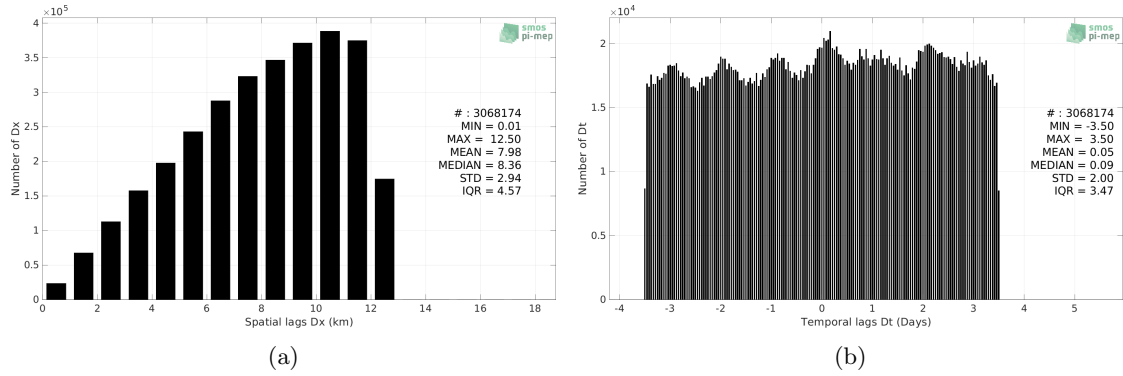 ×10⁵
4
3.5
3
2.5
2
1.5
1
0.5
0
0 2 4 6 8 10 12 14 16 18
Number of Dx
Spatial lags Dx (km)
smos
pi-mep
# : 3068174
MIN = 0.01
MAX = 12.50
MEAN = 7.98
MEDIAN = 8.36
STD = 2.94
IQR = 4.57
(a)
×10⁴
2
1.5
1
0.5
0
-4 -3 -2 -1 0 1 2 3 4 5
Number of Dt
Temporal lags Dt (Days)
smos
pi-mep
# : 3068174
MIN = -3.50
MAX = 3.50
MEAN = 0.05
MEDIAN = 0.09
STD = 2.00
IQR = 3.47
(b)